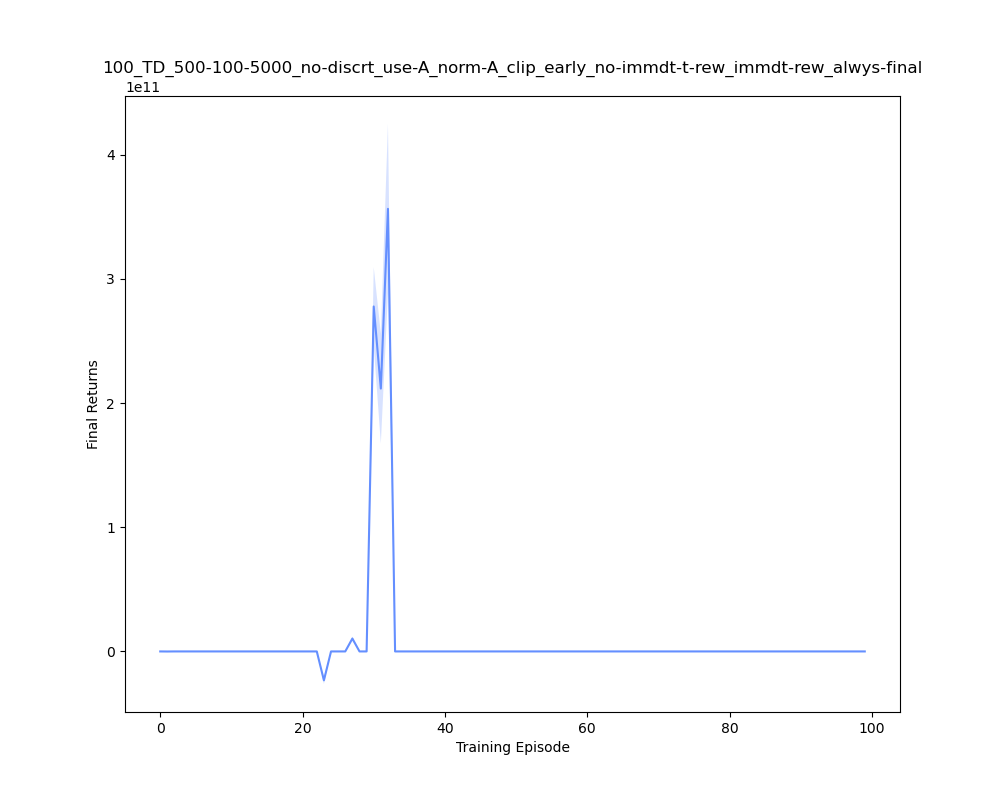 100_TD_500-100-5000_no-discrt_use-A_norm-A_clip_early_no-immdt-t-rew_immdt-rew_alwys-final
1e11
4
3
2
1
0
Final Returns
0 20 40 60 80 100
Training Episode